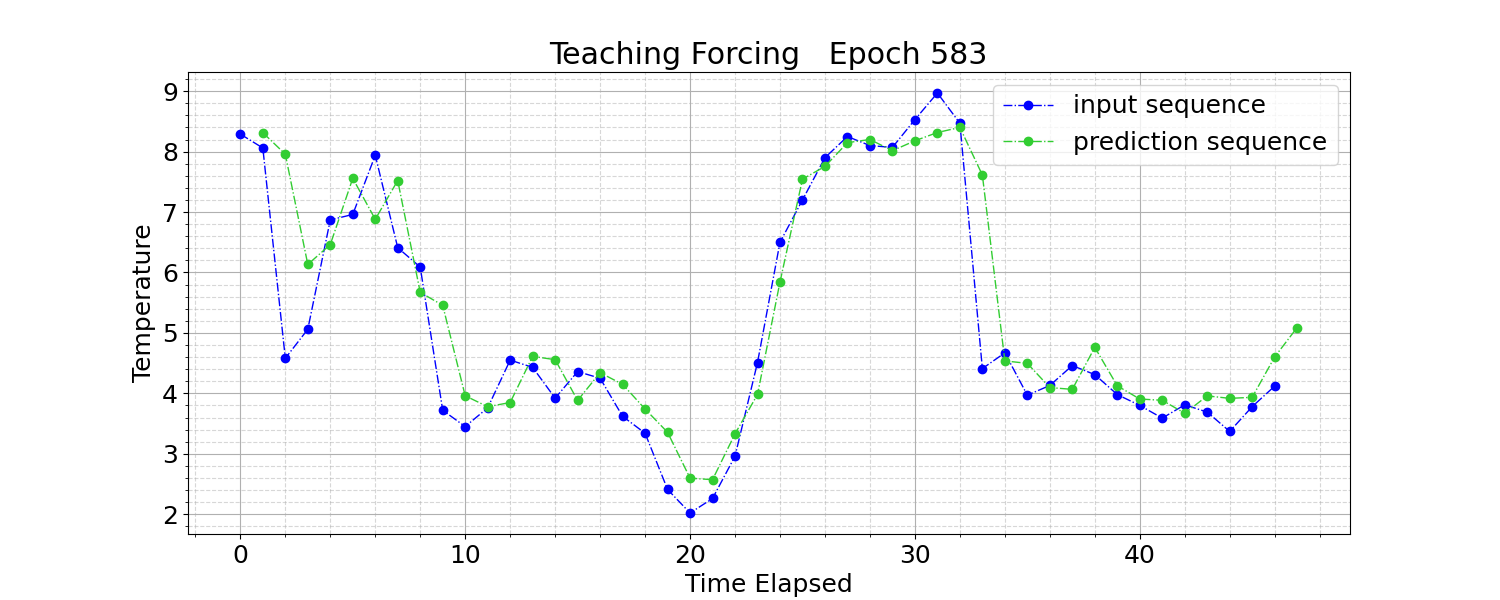 Teaching Forcing   Epoch 583
9
8
7
6
5
4
3
2
Temperature
input sequence
prediction sequence
0 10 20 30 40
Time Elapsed